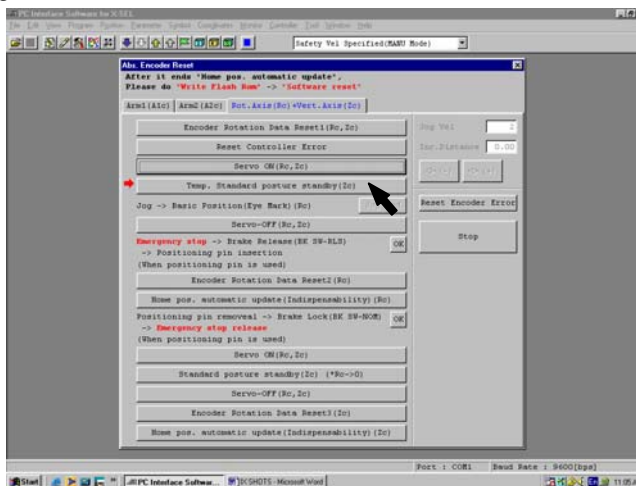 PC Interface Software for X-SEL
File Edit View Program Position Parameter Symbol Coordinate Monitor Controller Tool Window Help
Safety Vel Specified(MANU Mode)
Abs. Encoder Reset
After it ends "Home pos. automatic update",
Please do "Write Flash Rom" -> "Software reset"
Arm1(A1c) Arm2(A2c) Rot.Axis(Rc)+Vert.Axis(Zc)
Encoder Rotation Data Reset1(Rc,Zc)
Jog Vel 2
Reset Controller Error
Inc.Distance 0.00
Servo ON(Rc,Zc)
Temp. Standard posture standby(Zc)
Jog -> Basic Position(Eye Mark)(Rc)
Reset Encoder Error
Servo-OFF(Rc,Zc)
Stop
Emergency stop -> Brake Release(BK SW-RLS)
OK
-> Positioning pin insertion
(When positioning pin is used)
Encoder Rotation Data Reset2(Rc)
Home pos. automatic update(Indispensability)(Rc)
Positioning pin removeal -> Brake Lock(BK SW-NOM)
OK
-> Emergency stop release
(When positioning pin is used)
Servo ON(Rc,Zc)
Standard posture standby(Zc) (*Rc->0)
Servo-OFF(Rc,Zc)
Encoder Rotation Data Reset3(Zc)
Home pos. automatic update(Indispensability)(Zc)
Port : COM1 Baud Rate : 9600[bps]
Start
PC Interface Softwar...
SHOTS - Microsoft Word
11:05